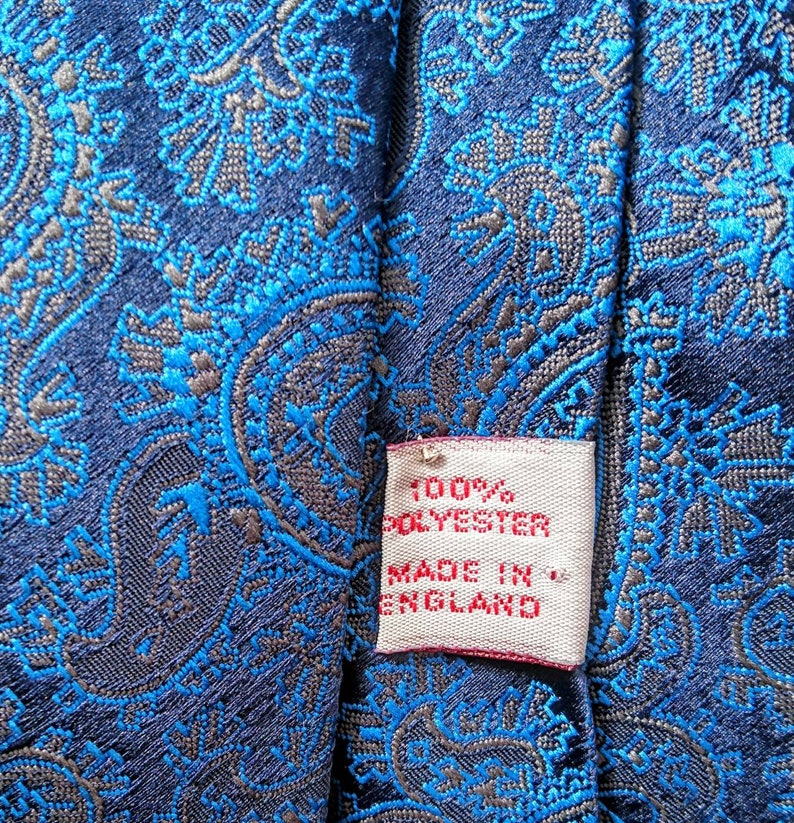 100%
POLYESTER
MADE IN
ENGLAND